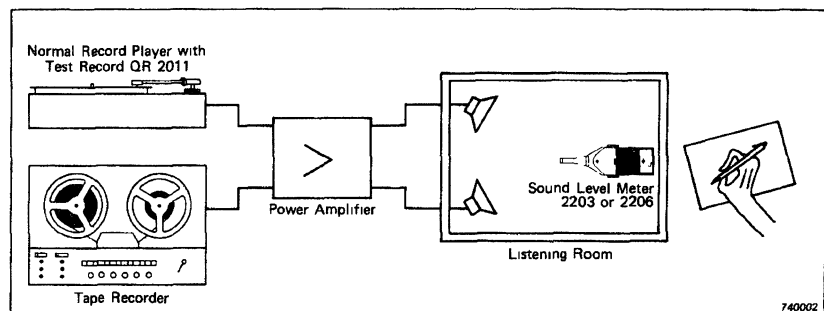 Normal Record Player with
Test Record QR 2011
Tape Recorder
Power Amplifier
Sound Level Meter
2203 or 2206
Listening Room
740002